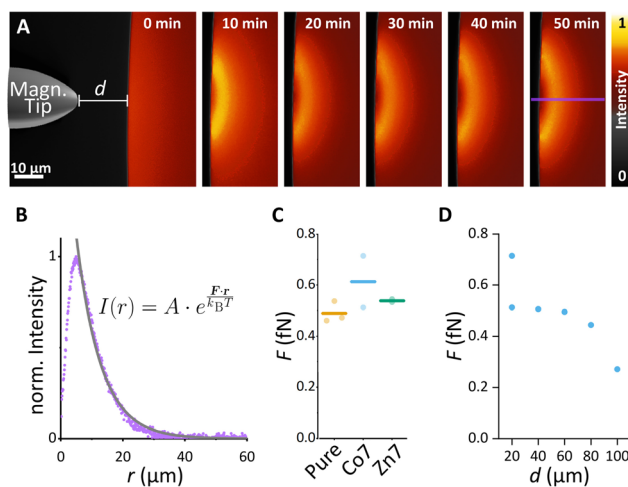 A
0 min
10 min
20 min
30 min
40 min
50 min
Magn.
Tip
d
10 µm
1
Intensity
0
B
1
0
norm. Intensity
I(r) = A · e^{F·r / k_B T}
0
20
40
60
r (µm)
C
0.8
0.6
0.4
0.2
0.0
F (fN)
Pure
Co7
Zn7
D
0.8
0.6
0.4
0.2
0.0
F (fN)
20
40
60
80
100
d (µm)